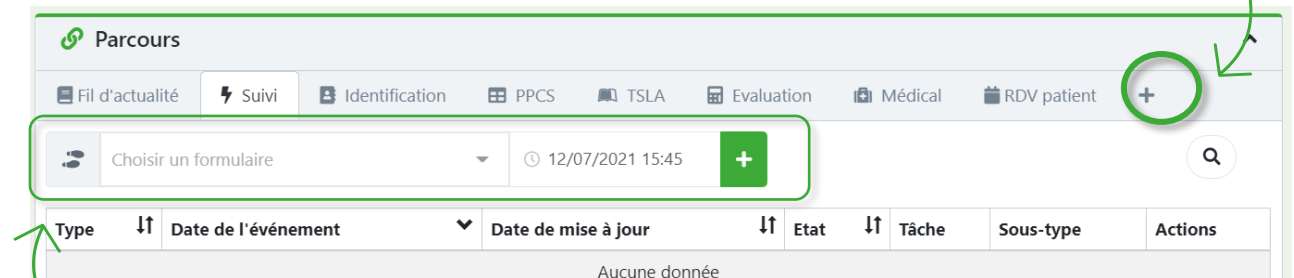 Parcours
Fil d'actualité Suivi Identification PPCS TSLA Evaluation Médical RDV patient +
Choisir un formulaire 12/07/2021 15:45 +
Type Date de l'événement Date de mise à jour Etat Tâche Sous-type Actions
Aucune donnée